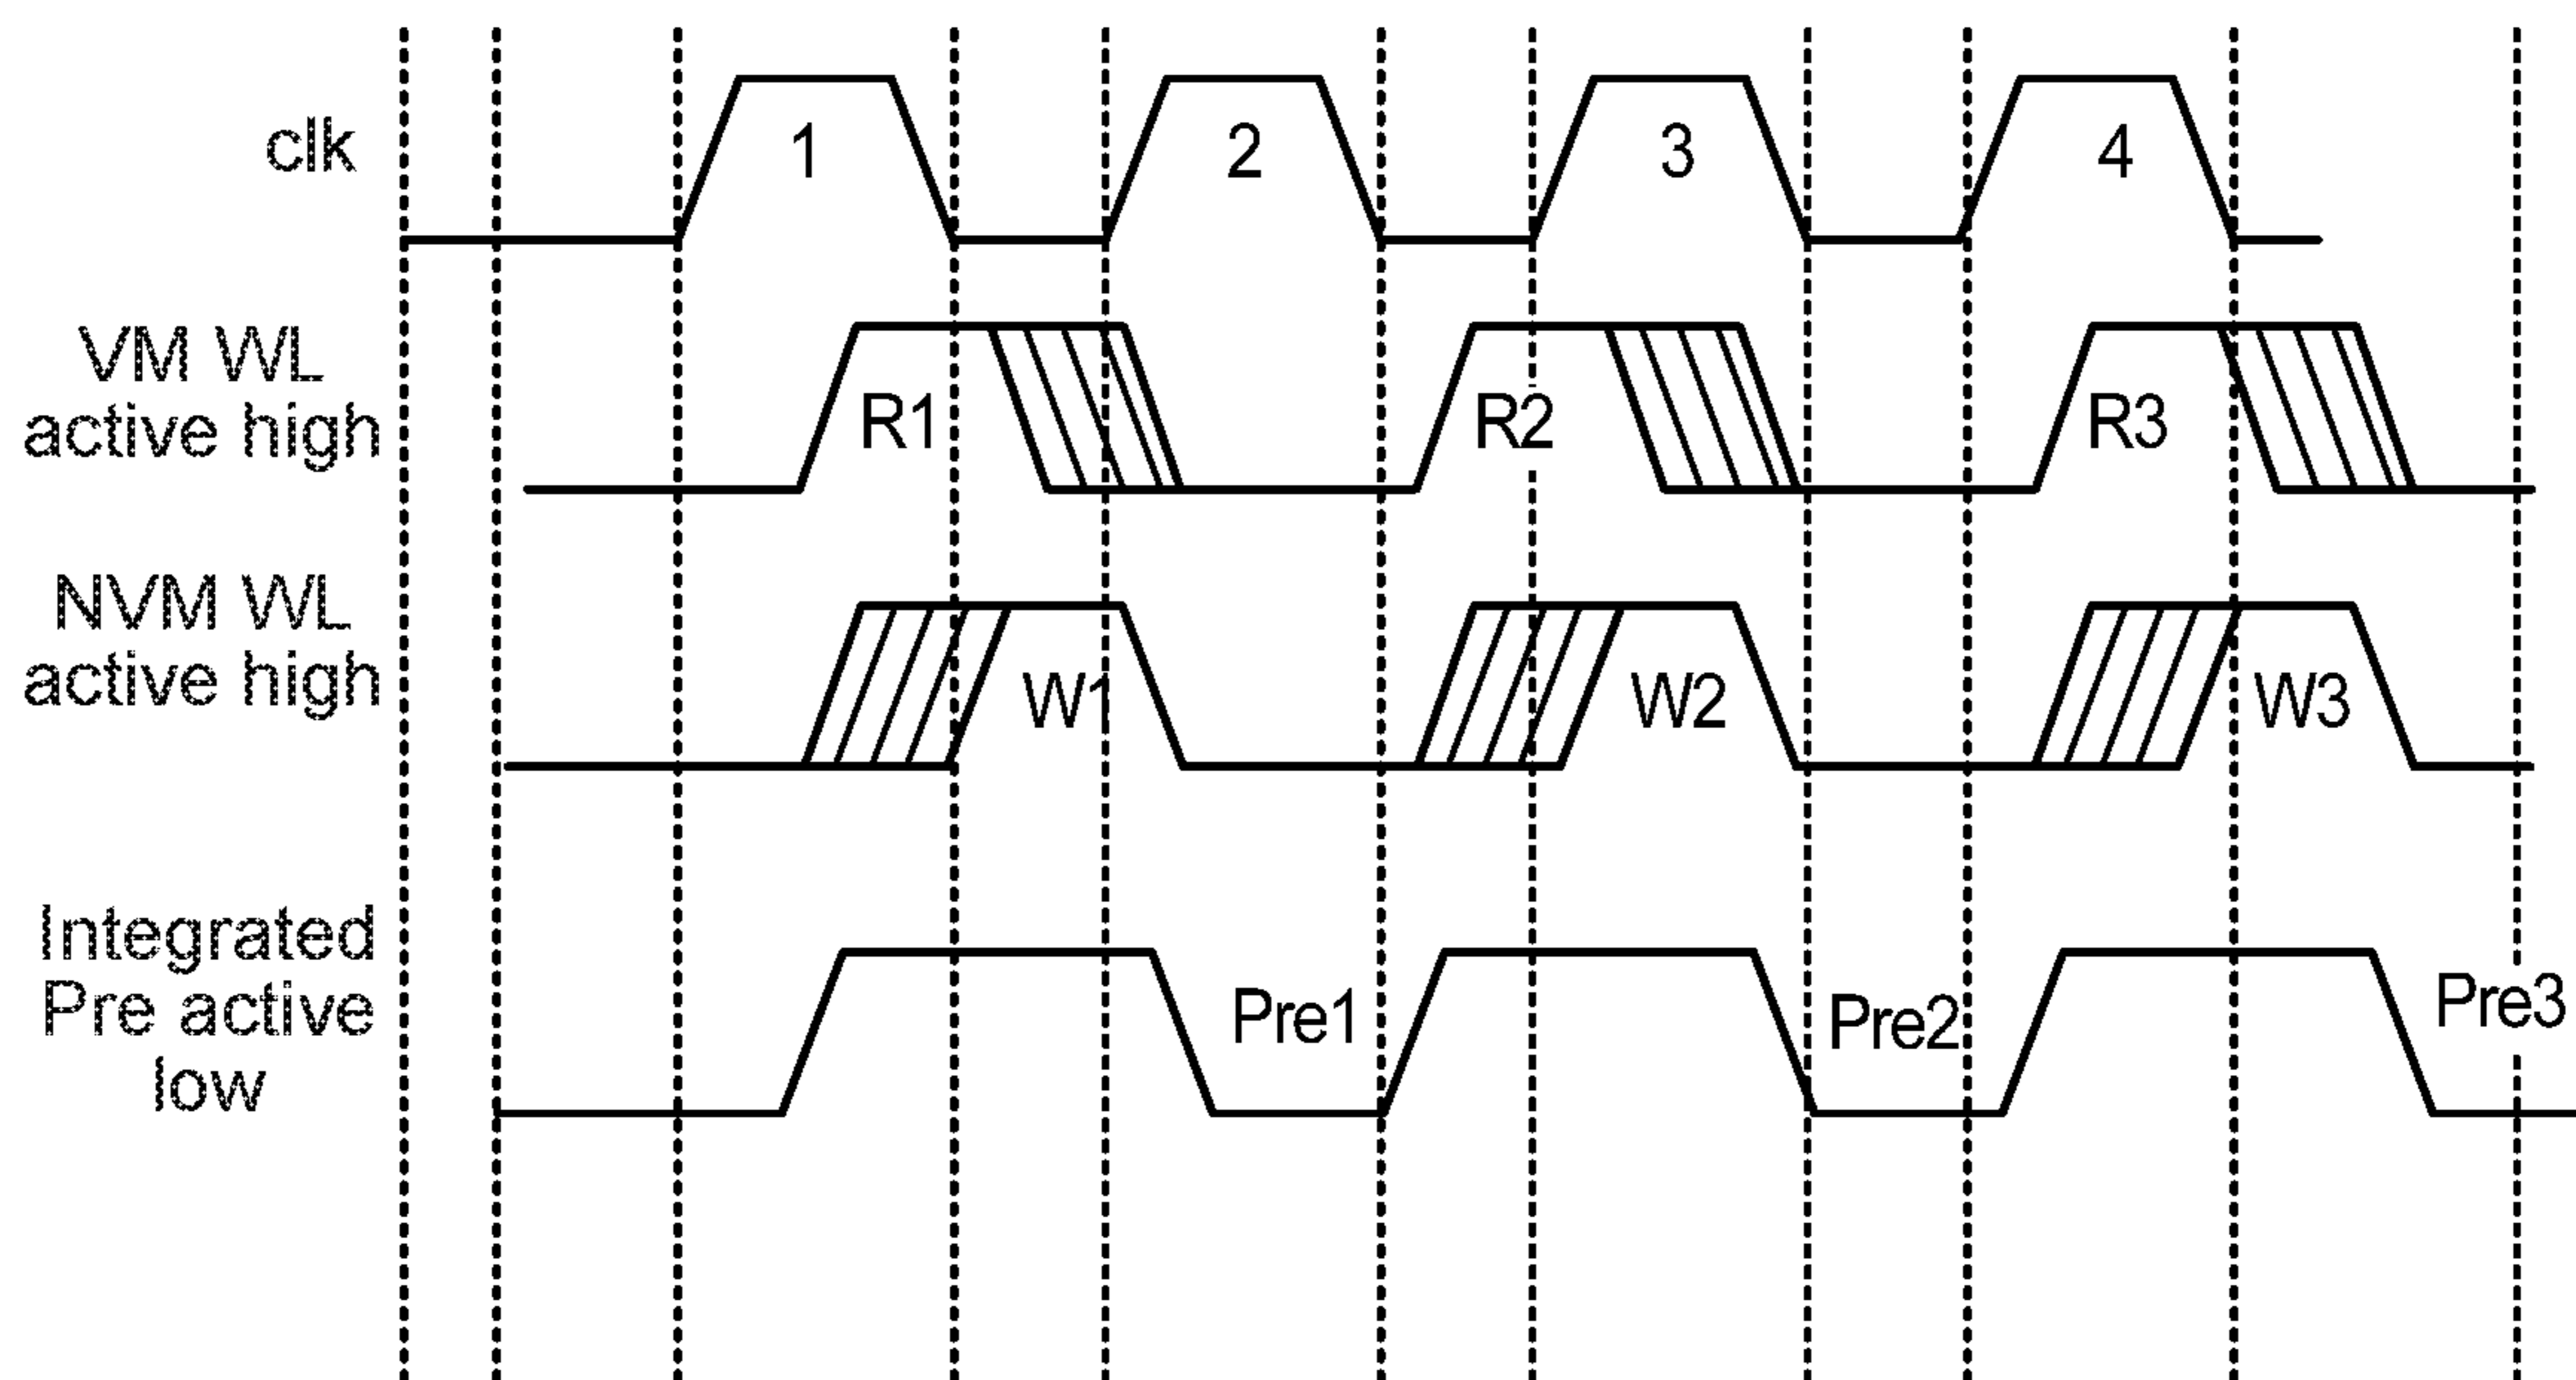 clk
1
2
3
4
VM WL
active high
R1
R2
R3
NVM WL
active high
W1
W2
W3
Integrated
Pre active
low
Pre1
Pre2
Pre3